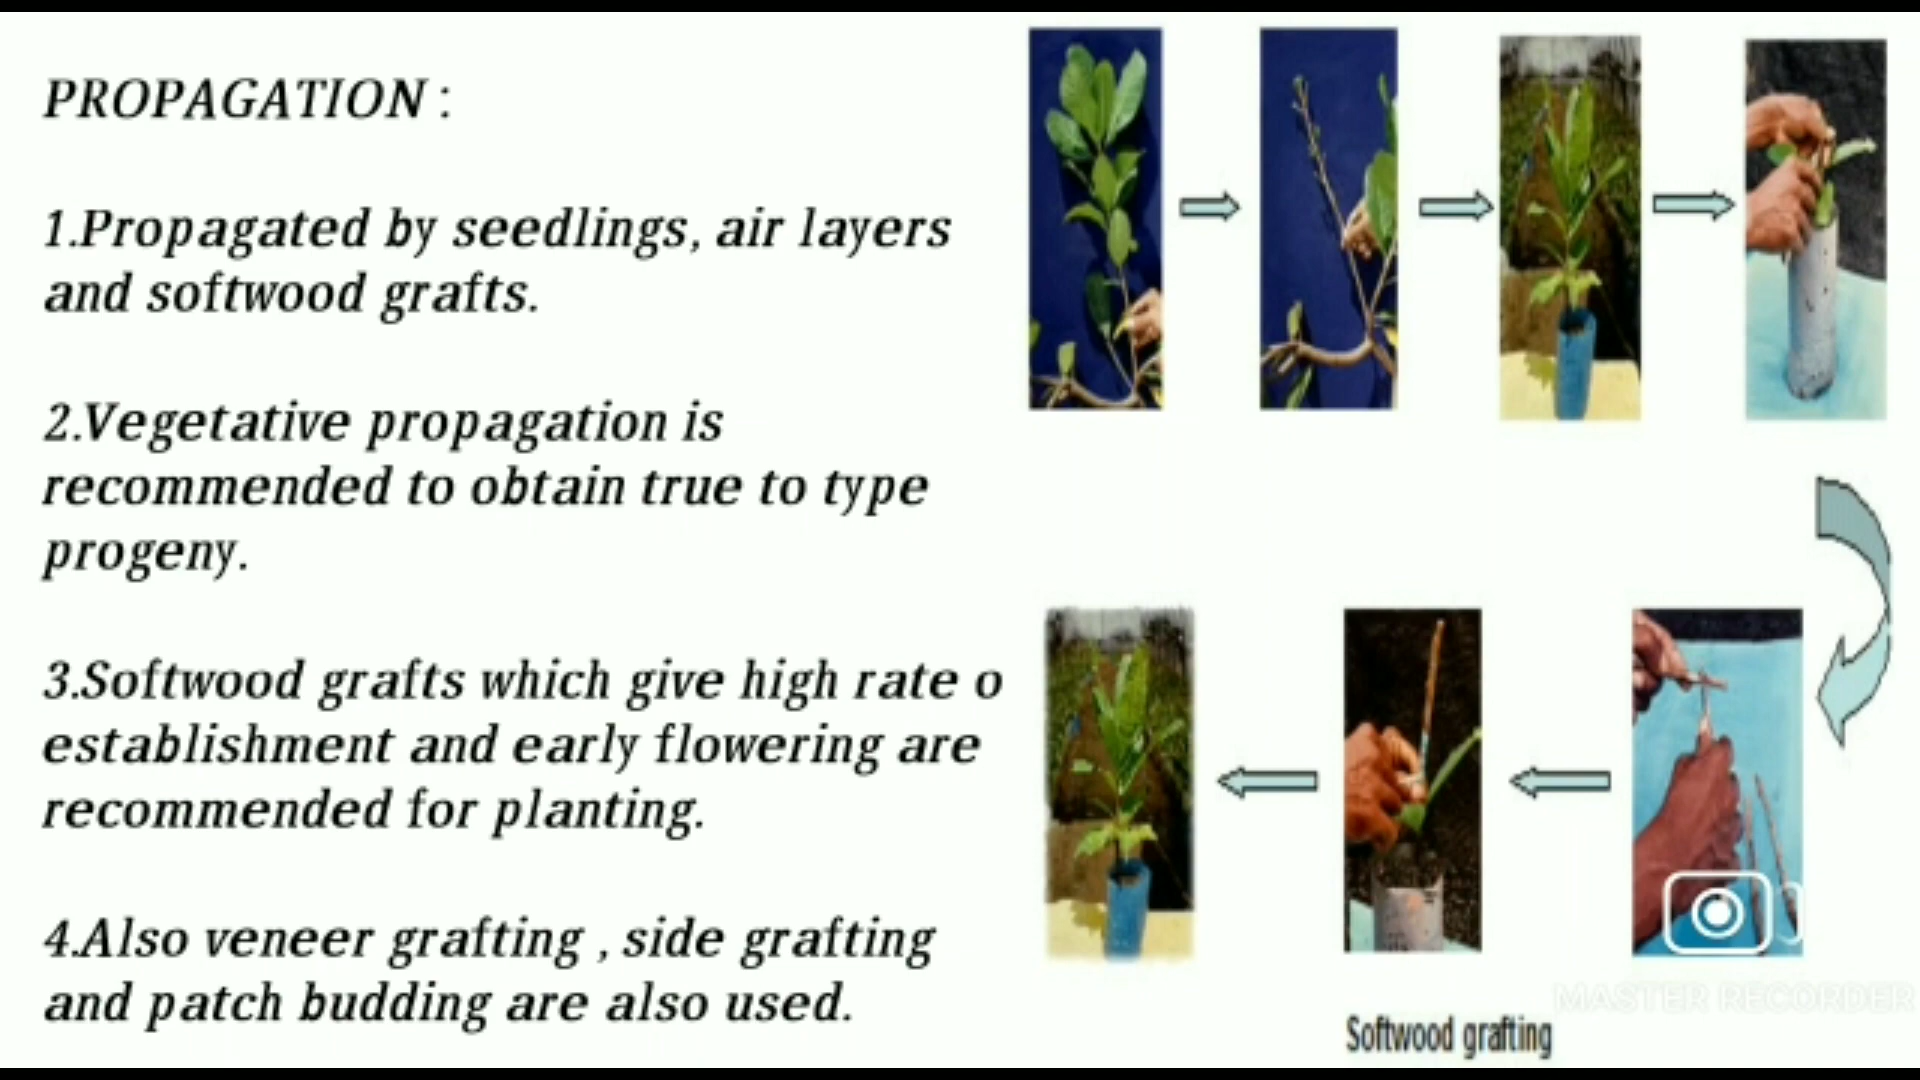 PROPAGATION :
1.Propagated by seedlings, air layers
and softwood grafts.
2.Vegetative propagation is
recommended to obtain true to type
progeny.
3.Softwood grafts which give high rate o
establishment and early flowering are
recommended for planting.
4.Also veneer grafting , side grafting
and patch budding are also used.
MASTER RECORDER
Softwood grafting